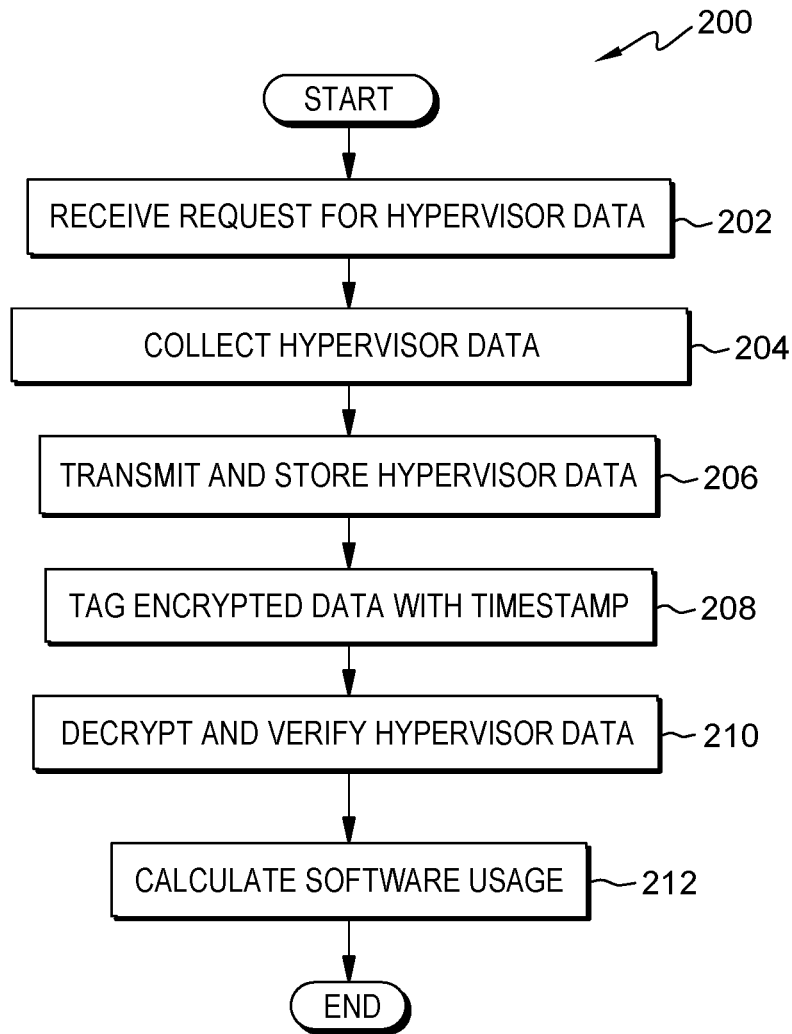 200
START
RECEIVE REQUEST FOR HYPERVISOR DATA
202
COLLECT HYPERVISOR DATA
204
TRANSMIT AND STORE HYPERVISOR DATA
206
TAG ENCRYPTED DATA WITH TIMESTAMP
208
DECRYPT AND VERIFY HYPERVISOR DATA
210
CALCULATE SOFTWARE USAGE
212
END